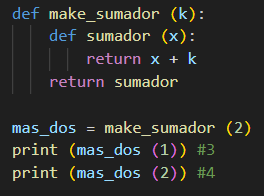 def make_sumador (k):
    def sumador (x):
        return x + k
    return sumador

mas_dos = make_sumador (2)
print (mas_dos (1)) #3
print (mas_dos (2)) #4